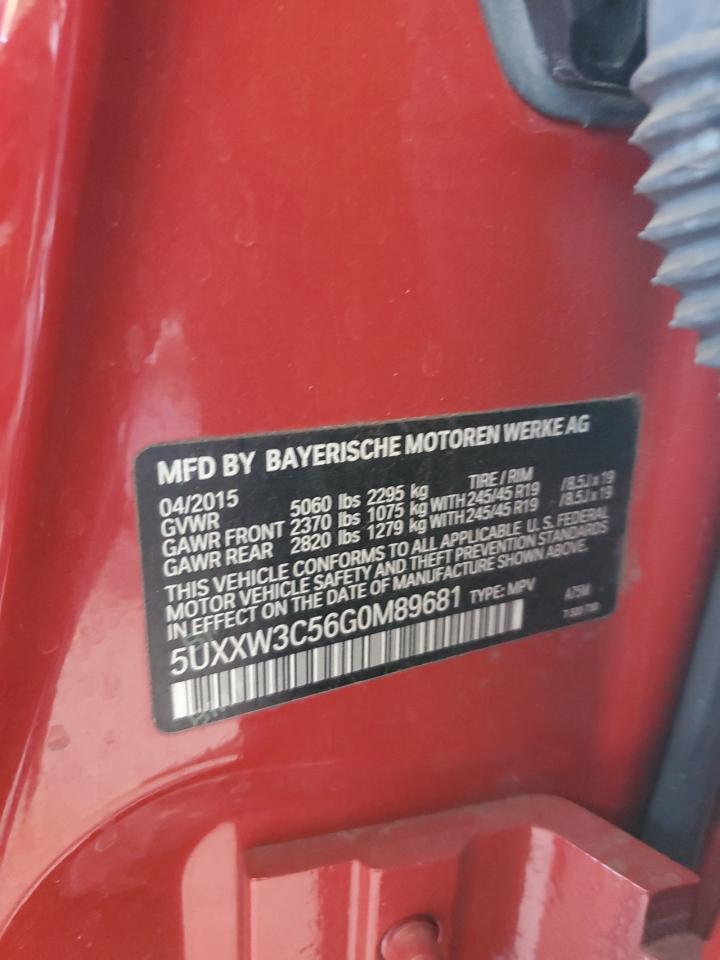 MFD BY BAYERISCHE MOTOREN WERKE AG
04/2015 TIRE / RIM
GVWR 5060 lbs 2295 kg
GAWR FRONT 2370 lbs 1075 kg WITH 245/45 R19 /8.5J x 19
GAWR REAR 2820 lbs 1279 kg WITH 245/45 R19 /8.5J x 19
THIS VEHICLE CONFORMS TO ALL APPLICABLE U.S. FEDERAL
MOTOR VEHICLE SAFETY AND THEFT PREVENTION STANDARDS
IN EFFECT ON THE DATE OF MANUFACTURE SHOWN ABOVE.
5UXXW3C56G0M89681 TYPE: MPV A75M